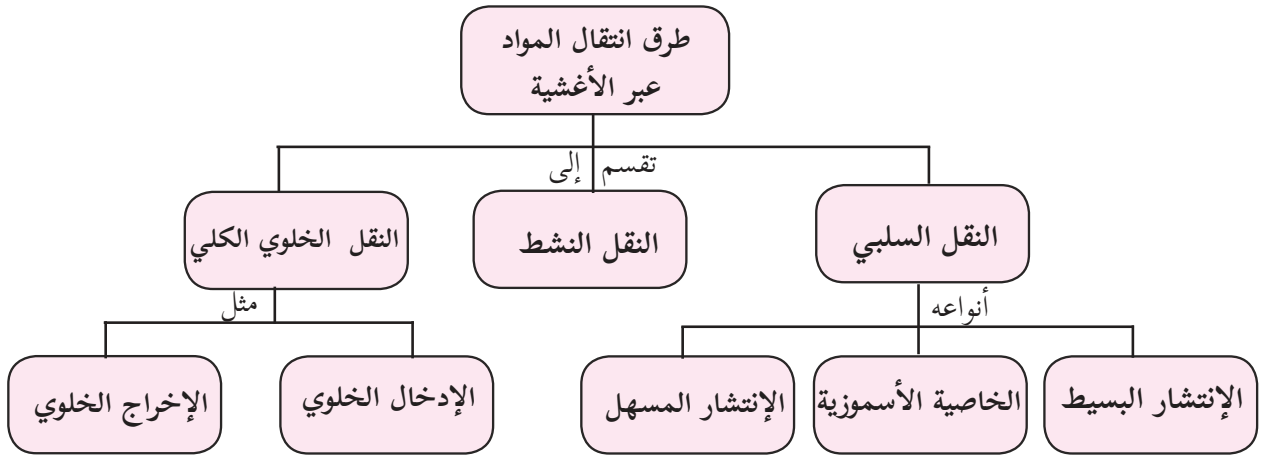 طرق انتقال المواد
عبر الأغشية
تقسم إلى
النقل السلبي
النقل النشط
النقل الخلوي الكلي
أنواعه
مثل
الإنتشار البسيط
الخاصية الأسموزية
الإنتشار المسهل
الإدخال الخلوي
الإخراج الخلوي